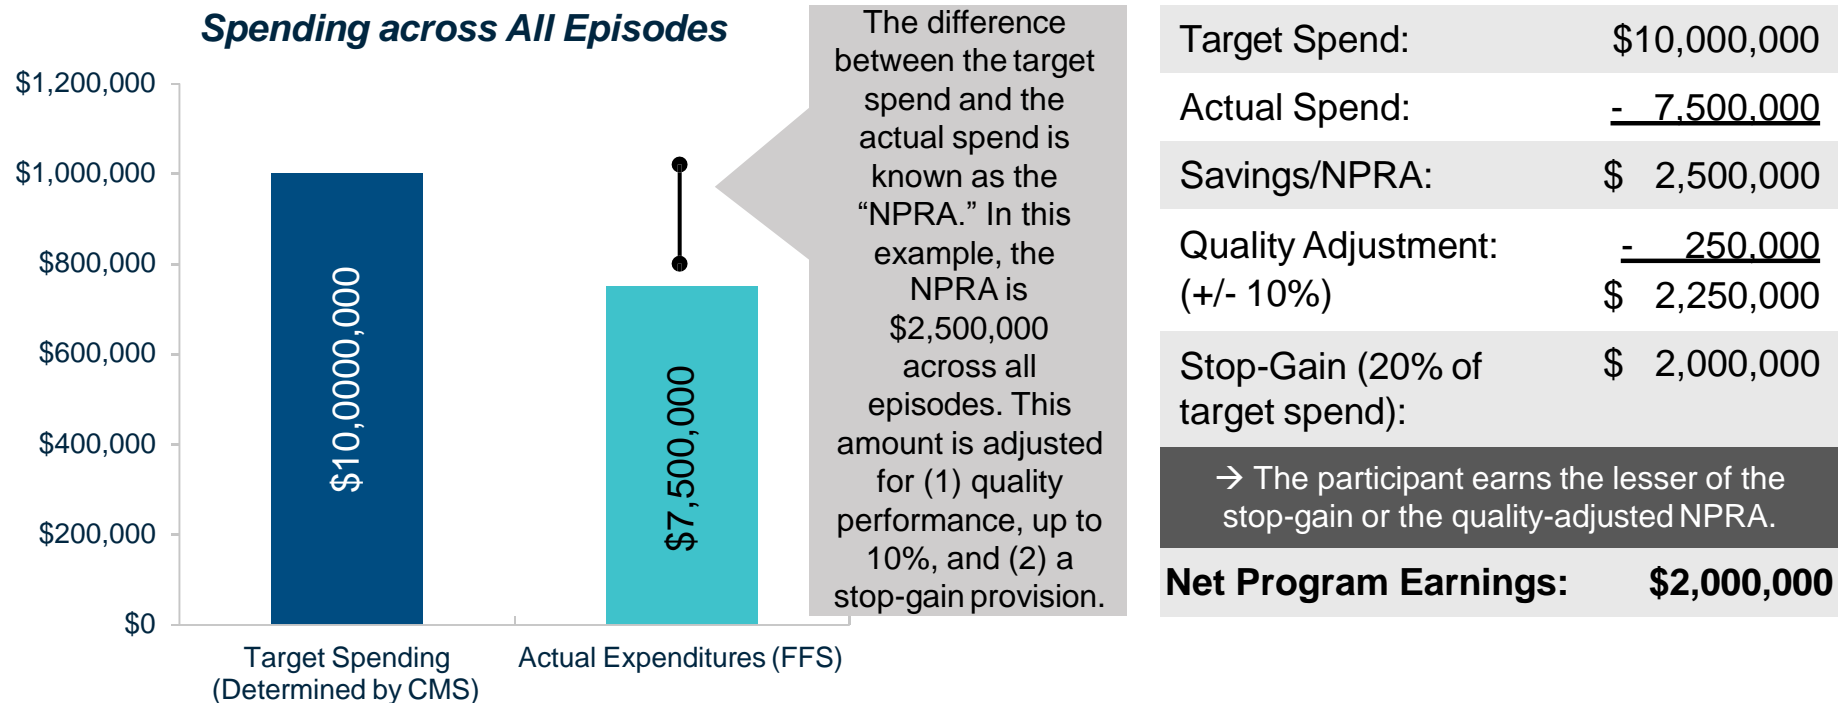 Spending across All Episodes
$1,200,000
$1,000,000
$800,000
$600,000
$400,000
$200,000
$0
$10,0000,000
$7,500,000
Target Spending
(Determined by CMS)
Actual Expenditures (FFS)
The difference
between the target
spend and the
actual spend is
known as the
“NPRA.” In this
example, the
NPRA is
$2,500,000
across all
episodes. This
amount is adjusted
for (1) quality
performance, up to
10%, and (2) a
stop-gain provision.
Target Spend: $10,000,000
Actual Spend: - 7,500,000
Savings/NPRA: $ 2,500,000
Quality Adjustment: - 250,000
(+/- 10%) $ 2,250,000
Stop-Gain (20% of $ 2,000,000
target spend):
→ The participant earns the lesser of the
stop-gain or the quality-adjusted NPRA.
Net Program Earnings: $2,000,000